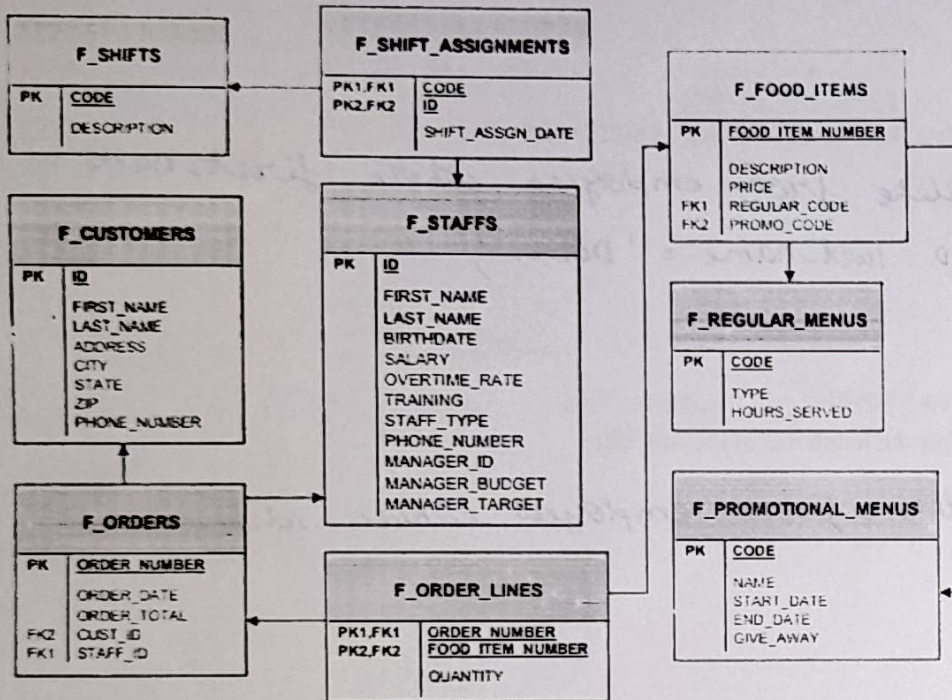 F_SHIFTS
PK CODE
DESCRIPTION
F_SHIFT_ASSIGNMENTS
PK1,FK1 CODE
PK2,FK2 ID
SHIFT_ASSGN_DATE
F_FOOD_ITEMS
PK FOOD ITEM NUMBER
DESCRIPTION
PRICE
FK1 REGULAR_CODE
FK2 PROMO_CODE
F_CUSTOMERS
PK ID
FIRST_NAME
LAST_NAME
ADDRESS
CITY
STATE
ZIP
PHONE_NUMBER
F_STAFFS
PK ID
FIRST_NAME
LAST_NAME
BIRTHDATE
SALARY
OVERTIME_RATE
TRAINING
STAFF_TYPE
PHONE_NUMBER
MANAGER_ID
MANAGER_BUDGET
MANAGER_TARGET
F_REGULAR_MENUS
PK CODE
TYPE
HOURS_SERVED
F_ORDERS
PK ORDER NUMBER
ORDER_DATE
ORDER_TOTAL
FK2 CUST_ID
FK1 STAFF_ID
F_ORDER_LINES
PK1,FK1 ORDER NUMBER
PK2,FK2 FOOD ITEM NUMBER
QUANTITY
F_PROMOTIONAL_MENUS
PK CODE
NAME
START_DATE
END_DATE
GIVE_AWAY